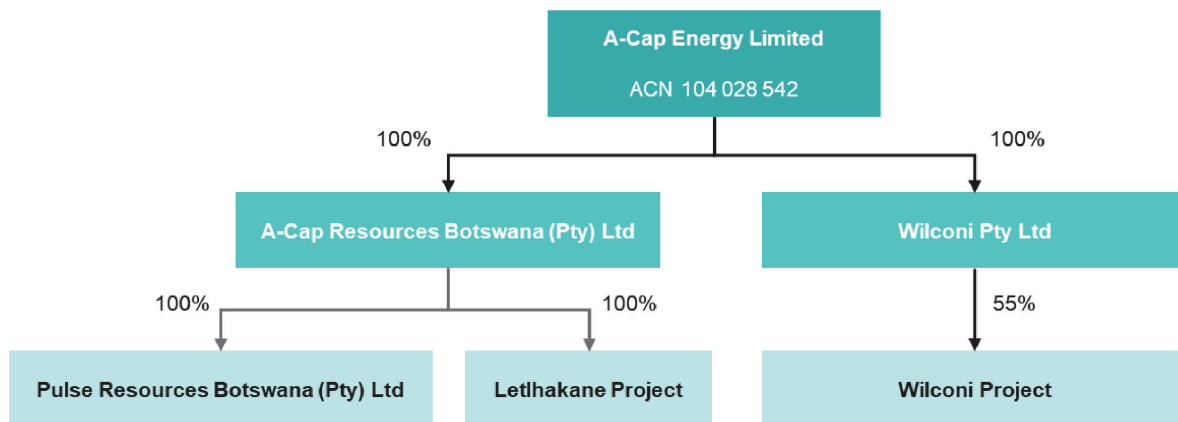 A-Cap Energy Limited
ACN 104 028 542
100%
100%
A-Cap Resources Botswana (Pty) Ltd
Wilconi Pty Ltd
100%
100%
55%
Pulse Resources Botswana (Pty) Ltd
Letlhakane Project
Wilconi Project